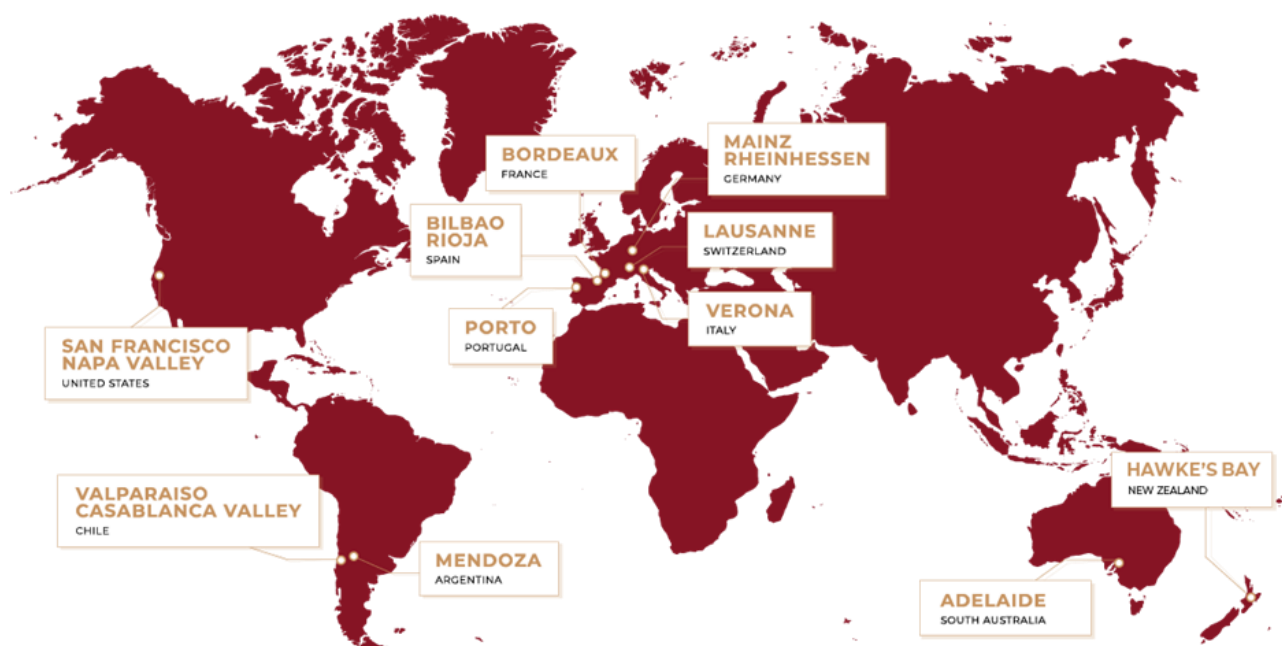 BORDEAUX
FRANCE
MAINZ
RHEINHESSEN
GERMANY
BILBAO
RIOJA
SPAIN
LAUSANNE
SWITZERLAND
PORTO
PORTUGAL
VERONA
ITALY
SAN FRANCISCO
NAPA VALLEY
UNITED STATES
VALPARAISO
CASABLANCA VALLEY
CHILE
MENDOZA
ARGENTINA
HAWKE'S BAY
NEW ZEALAND
ADELAIDE
SOUTH AUSTRALIA